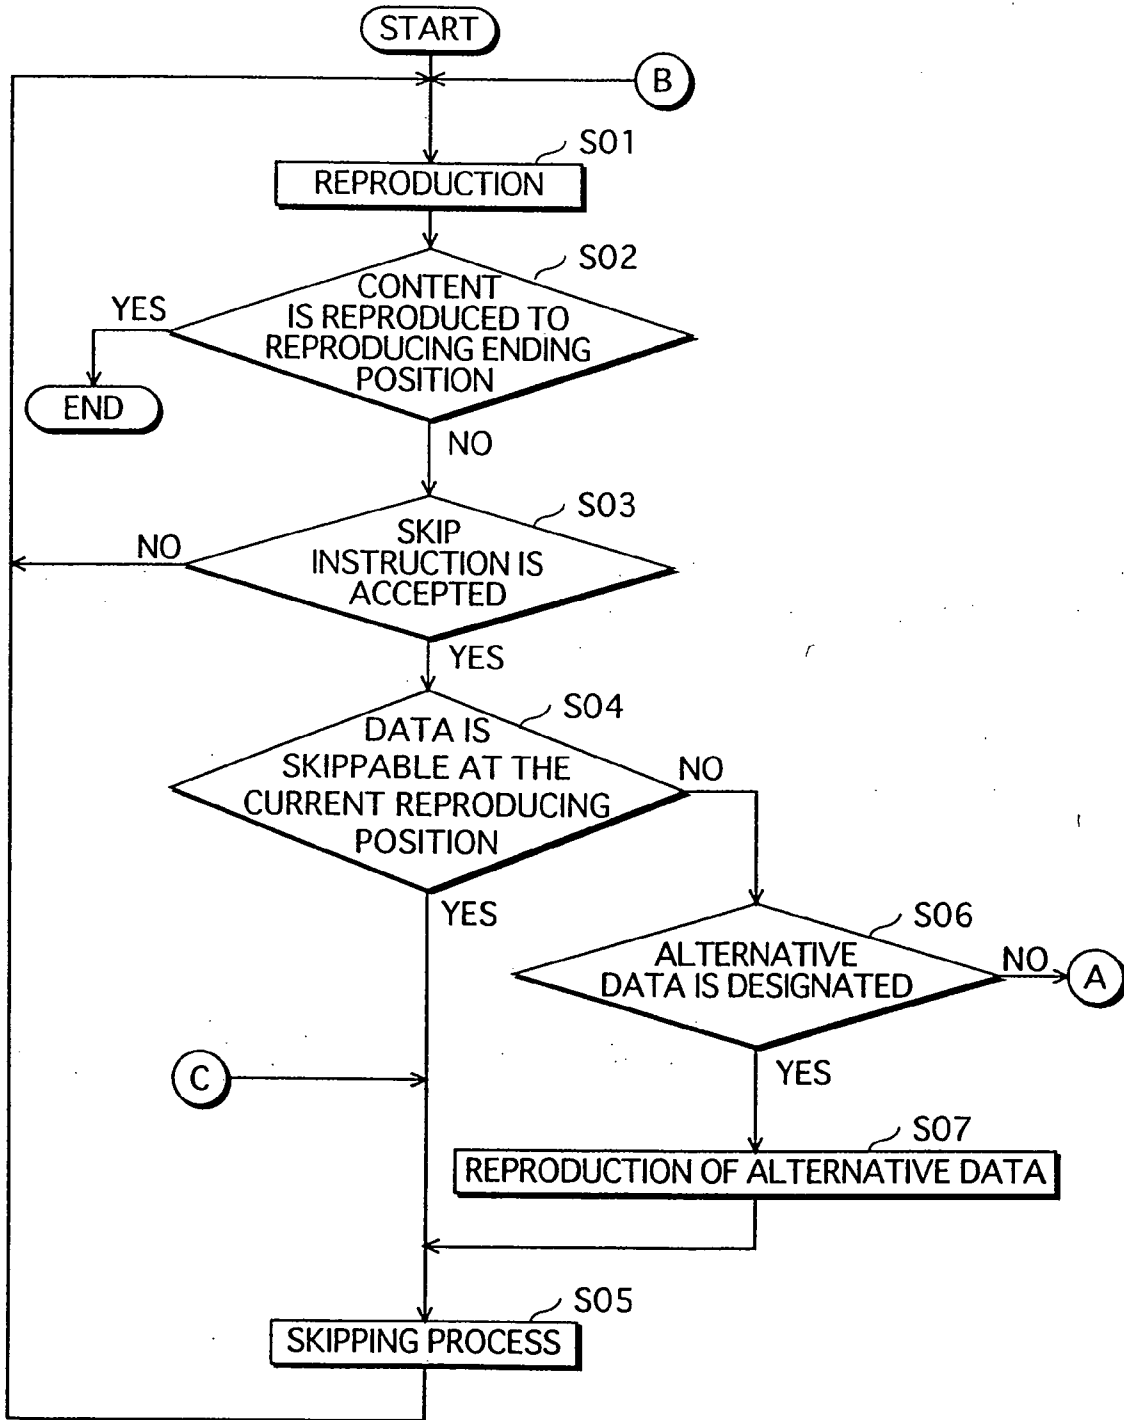 START
B
S01
REPRODUCTION
S02
CONTENT
IS REPRODUCED TO
REPRODUCING ENDING
POSITION
YES
END
NO
S03
SKIP
INSTRUCTION IS
ACCEPTED
NO
YES
S04
DATA IS
SKIPPABLE AT THE
CURRENT REPRODUCING
POSITION
NO
YES
S06
ALTERNATIVE
DATA IS DESIGNATED
NO
A
YES
C
S07
REPRODUCTION OF ALTERNATIVE DATA
S05
SKIPPING PROCESS